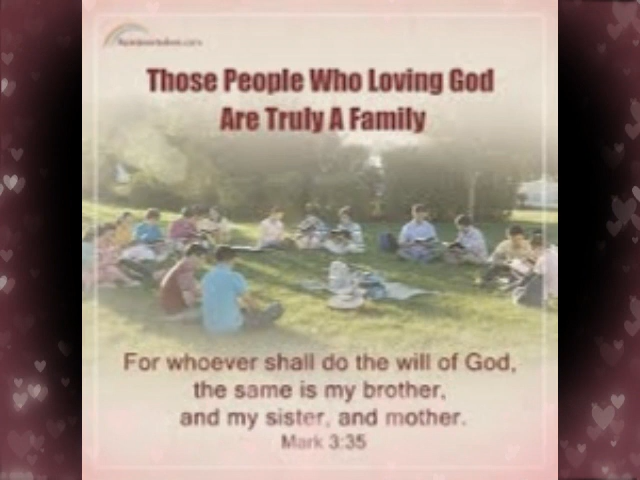 Those People Who Loving God
Are Truly A Family
For whoever shall do the will of God,
the same is my brother,
and my sister, and mother.
Mark 3:35